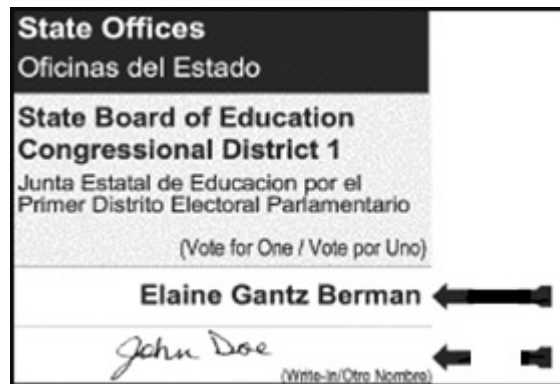 State Offices
Oficinas del Estado
State Board of Education
Congressional District 1
Junta Estatal de Educacion por el
Primer Distrito Electoral Parlamentario
(Vote for One / Vote por Uno)
Elaine Gantz Berman
John Doe
(Write-In/Otro Nombre)